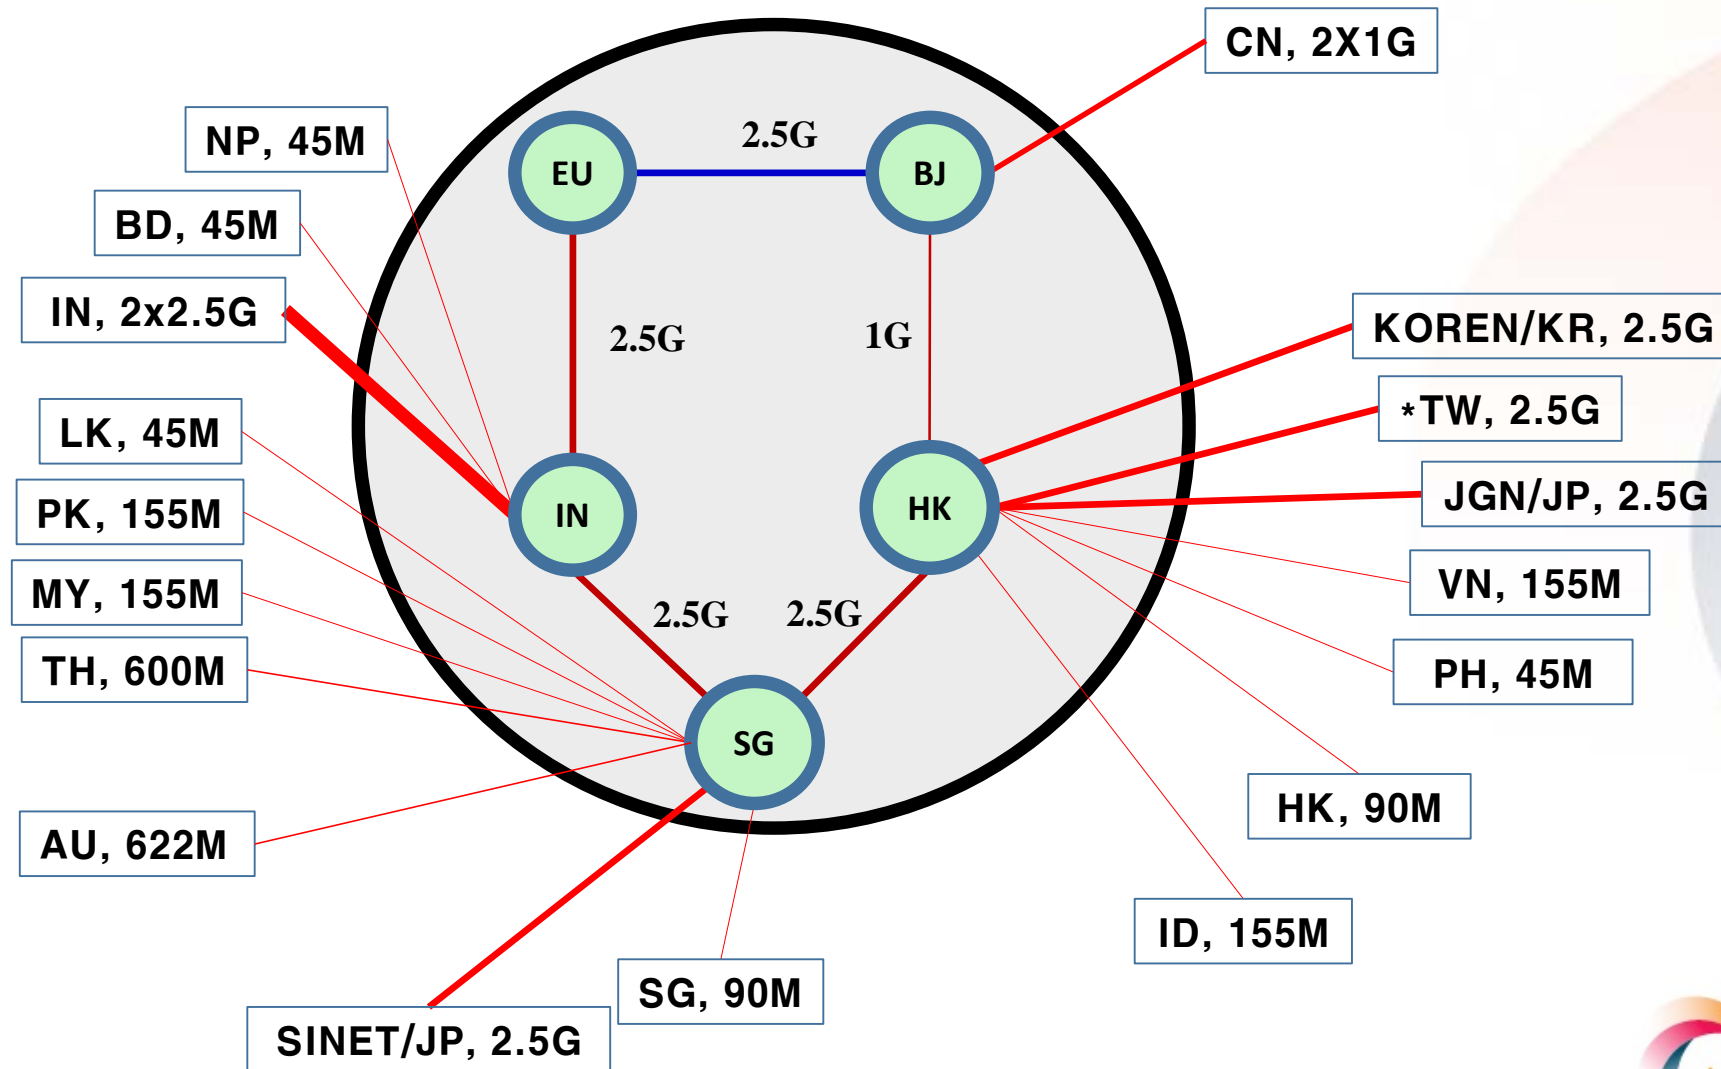 CN, 2X1G
NP, 45M
2.5G
EU
BJ
BD, 45M
IN, 2x2.5G
2.5G
1G
KOREN/KR, 2.5G
*TW, 2.5G
LK, 45M
JGN/JP, 2.5G
PK, 155M
IN
HK
MY, 155M
VN, 155M
2.5G
2.5G
TH, 600M
PH, 45M
SG
HK, 90M
AU, 622M
ID, 155M
SG, 90M
SINET/JP, 2.5G